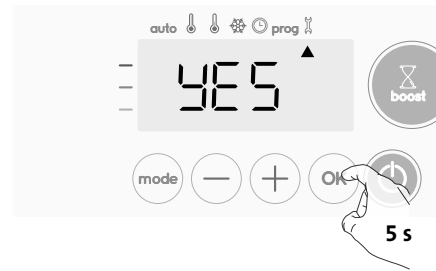 auto prog
YES
boost
mode − + OK
5 s